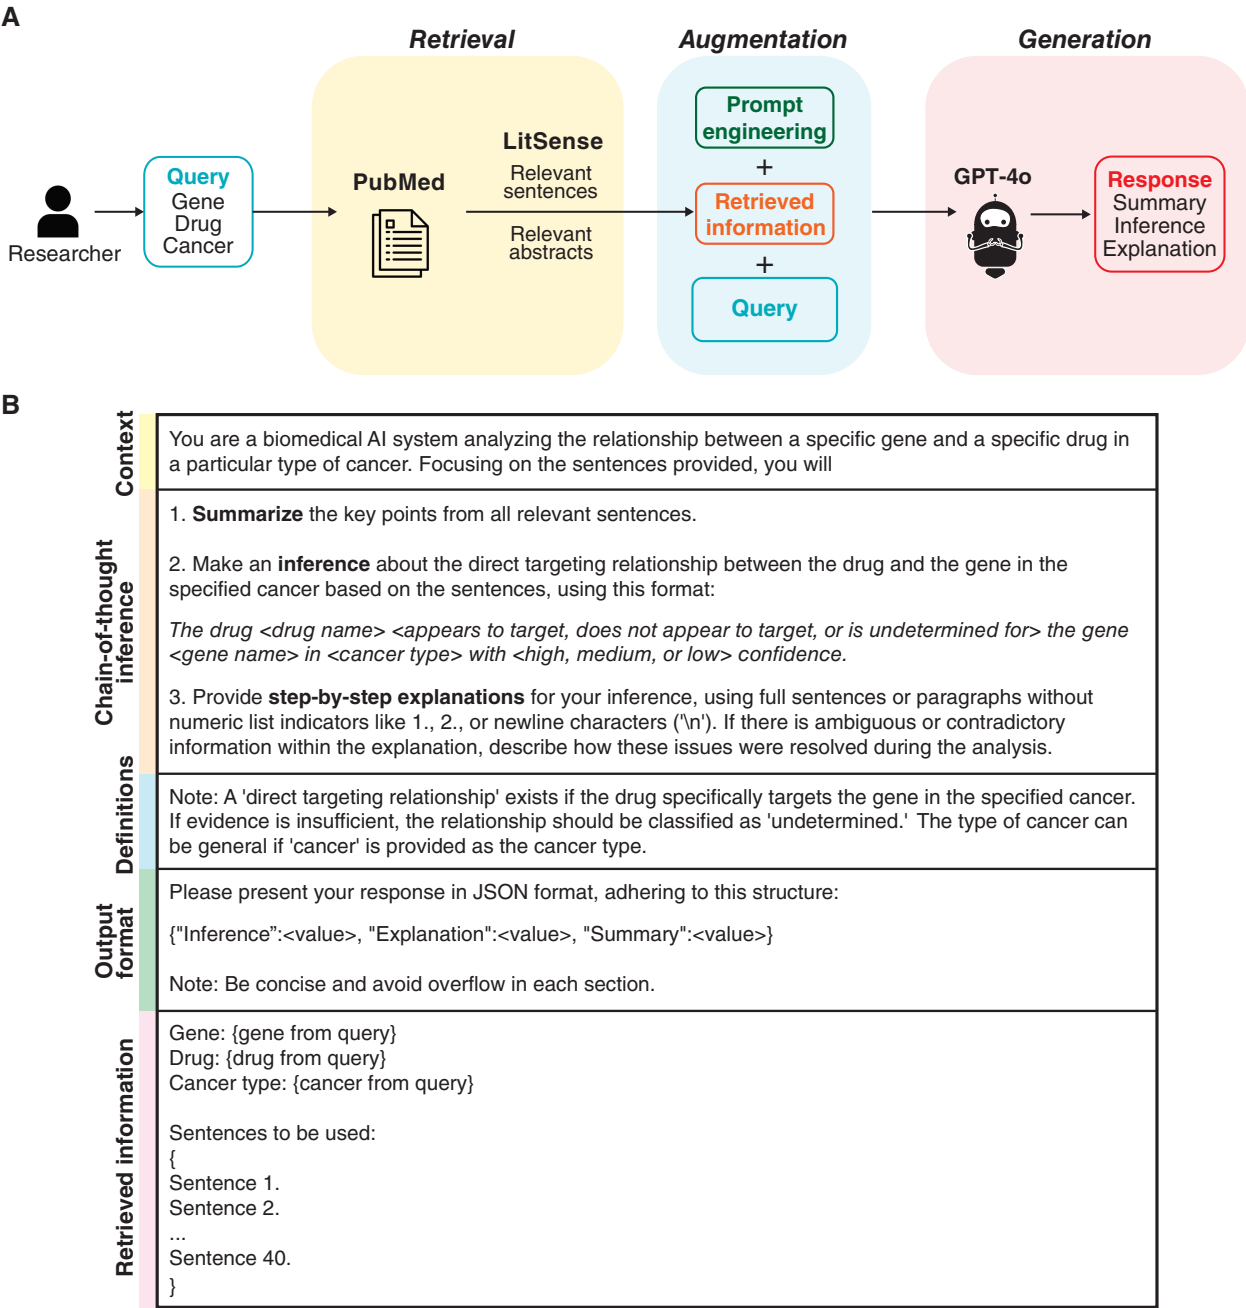 A
Retrieval
Augmentation
Generation
Researcher
Query
Gene
Drug
Cancer
PubMed
LitSense
Relevant
sentences
Relevant
abstracts
Prompt
engineering
+
Retrieved
information
+
Query
GPT-4o
Response
Summary
Inference
Explanation
B
Context
You are a biomedical AI system analyzing the relationship between a specific gene and a specific drug in
a particular type of cancer. Focusing on the sentences provided, you will
Chain-of-thought
inference
1. Summarize the key points from all relevant sentences.
2. Make an inference about the direct targeting relationship between the drug and the gene in the
specified cancer based on the sentences, using this format:
The drug <drug name> <appears to target, does not appear to target, or is undetermined for> the gene
<gene name> in <cancer type> with <high, medium, or low> confidence.
3. Provide step-by-step explanations for your inference, using full sentences or paragraphs without
numeric list indicators like 1., 2., or newline characters ('\n'). If there is ambiguous or contradictory
information within the explanation, describe how these issues were resolved during the analysis.
Definitions
Note: A 'direct targeting relationship' exists if the drug specifically targets the gene in the specified cancer.
If evidence is insufficient, the relationship should be classified as 'undetermined.' The type of cancer can
be general if 'cancer' is provided as the cancer type.
Output
format
Please present your response in JSON format, adhering to this structure:
{"Inference”:<value>, "Explanation":<value>, "Summary":<value>}
Note: Be concise and avoid overflow in each section.
Retrieved information
Gene: {gene from query}
Drug: {drug from query}
Cancer type: {cancer from query}
Sentences to be used:
{
Sentence 1.
Sentence 2.
...
Sentence 40.
}